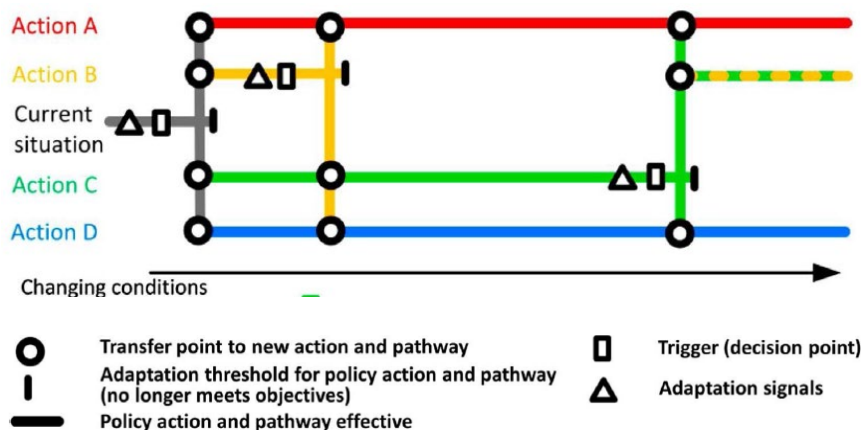 Action A
Action B
Current
situation
Action C
Action D
Changing conditions
Transfer point to new action and pathway
Adaptation threshold for policy action and pathway
(no longer meets objectives)
Policy action and pathway effective
Trigger (decision point)
Adaptation signals